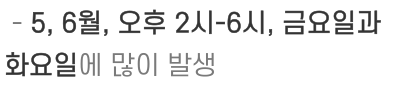 - 5, 6월, 오후 2시-6시, 금요일과
화요일에 많이 발생